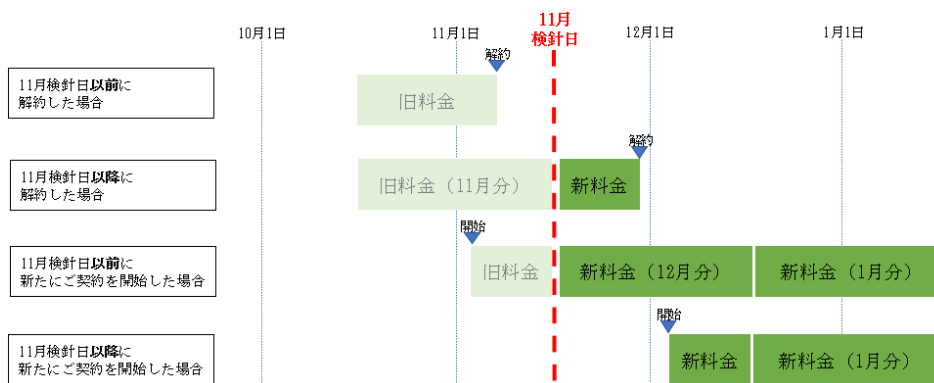 10月1日
11月1日
11月
検針日
12月1日
1月1日
11月検針日以前に
解約した場合
解約
旧料金
11月検針日以降に
解約した場合
解約
旧料金（11月分）
新料金
11月検針日以前に
新たにご契約を開始した場合
開始
旧料金
新料金（12月分）
新料金（1月分）
11月検針日以降に
新たにご契約を開始した場合
開始
新料金
新料金（1月分）